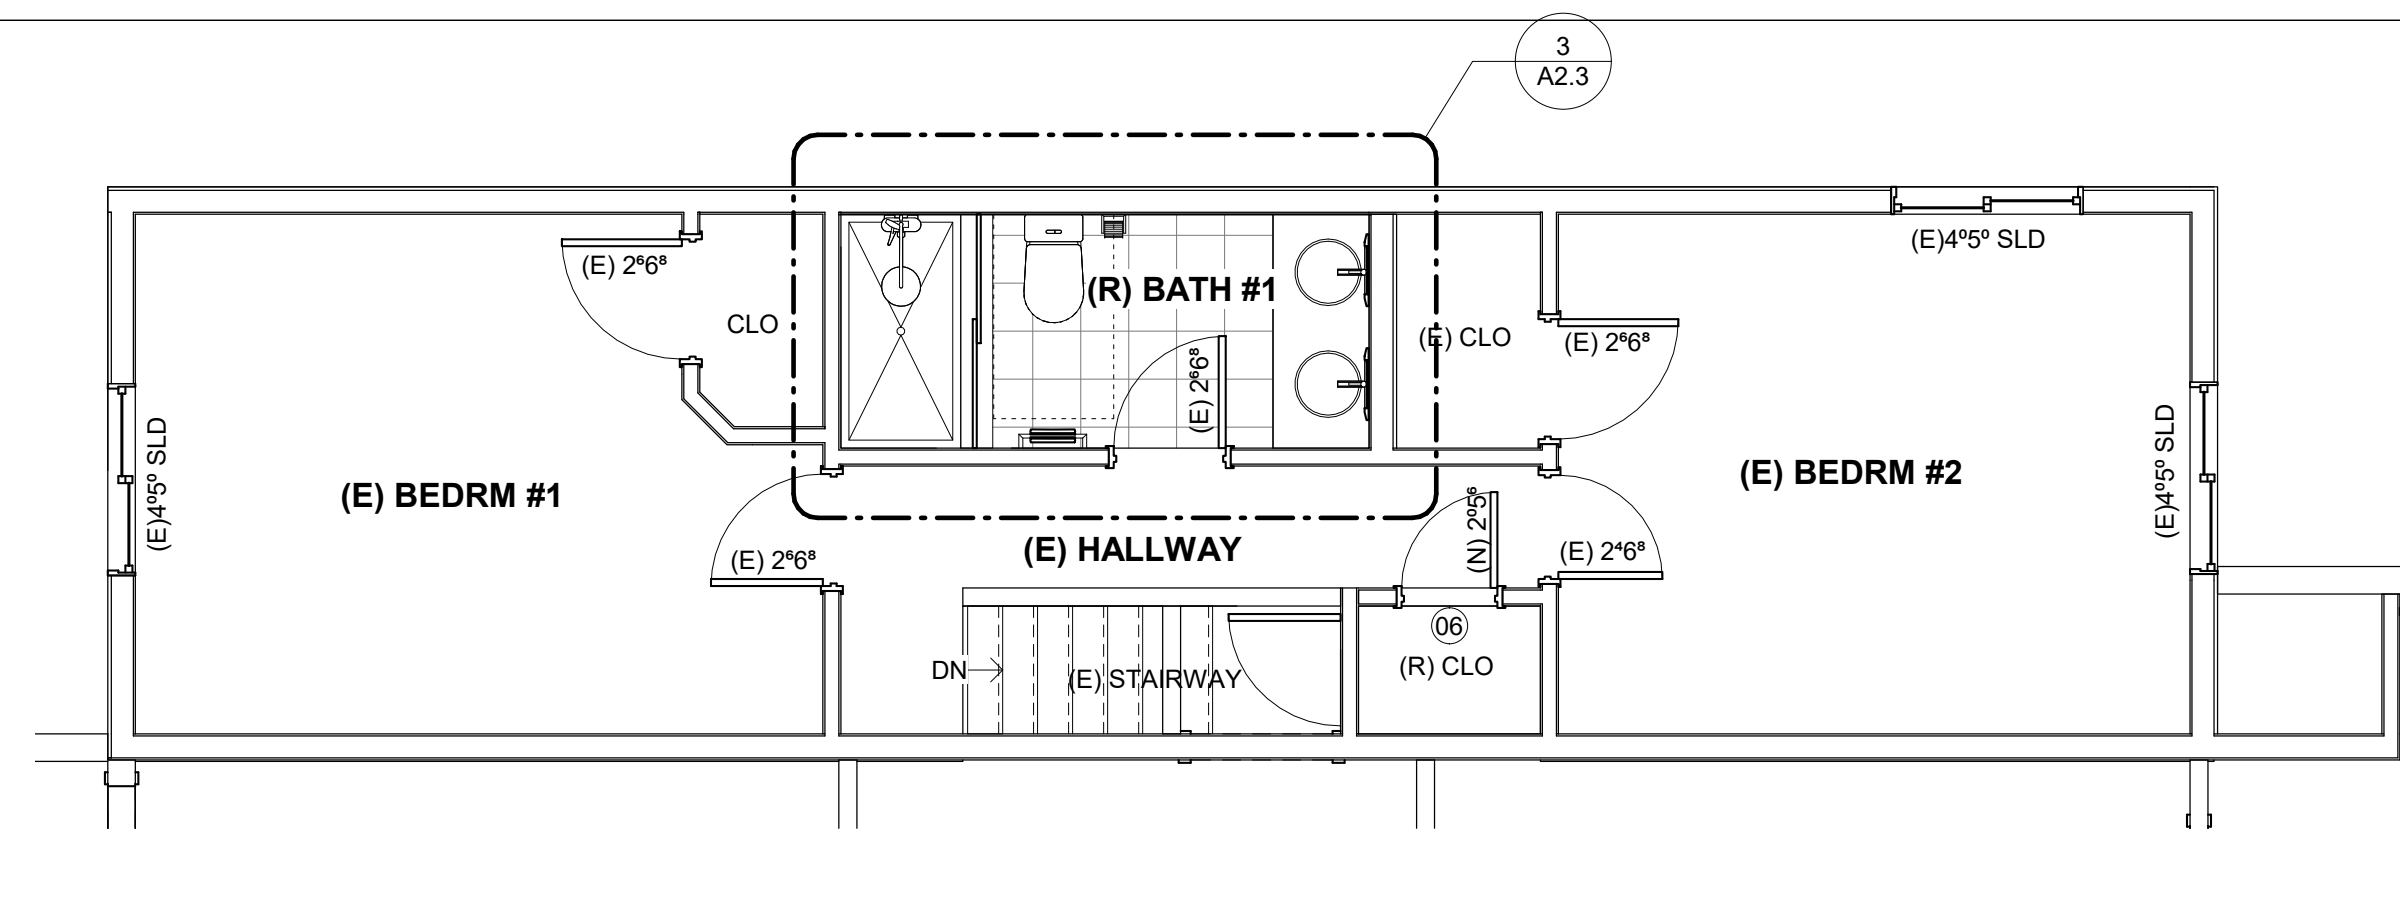 3
A2.3
(E)4⁰5⁰ SLD
(E) 2⁶6⁸
(R) BATH #1
CLO
(E) CLO
(E) 2⁶6⁸
(E) 2⁶6⁸
(E)4⁰5⁰ SLD
(E)4⁰5⁰ SLD
(E) BEDRM #2
(E) BEDRM #1
(E) HALLWAY
(N) 2⁰5⁶
(E) 2⁴6⁸
(E) 2⁶6⁸
06
(R) CLO
DN
(E) STAIRWAY